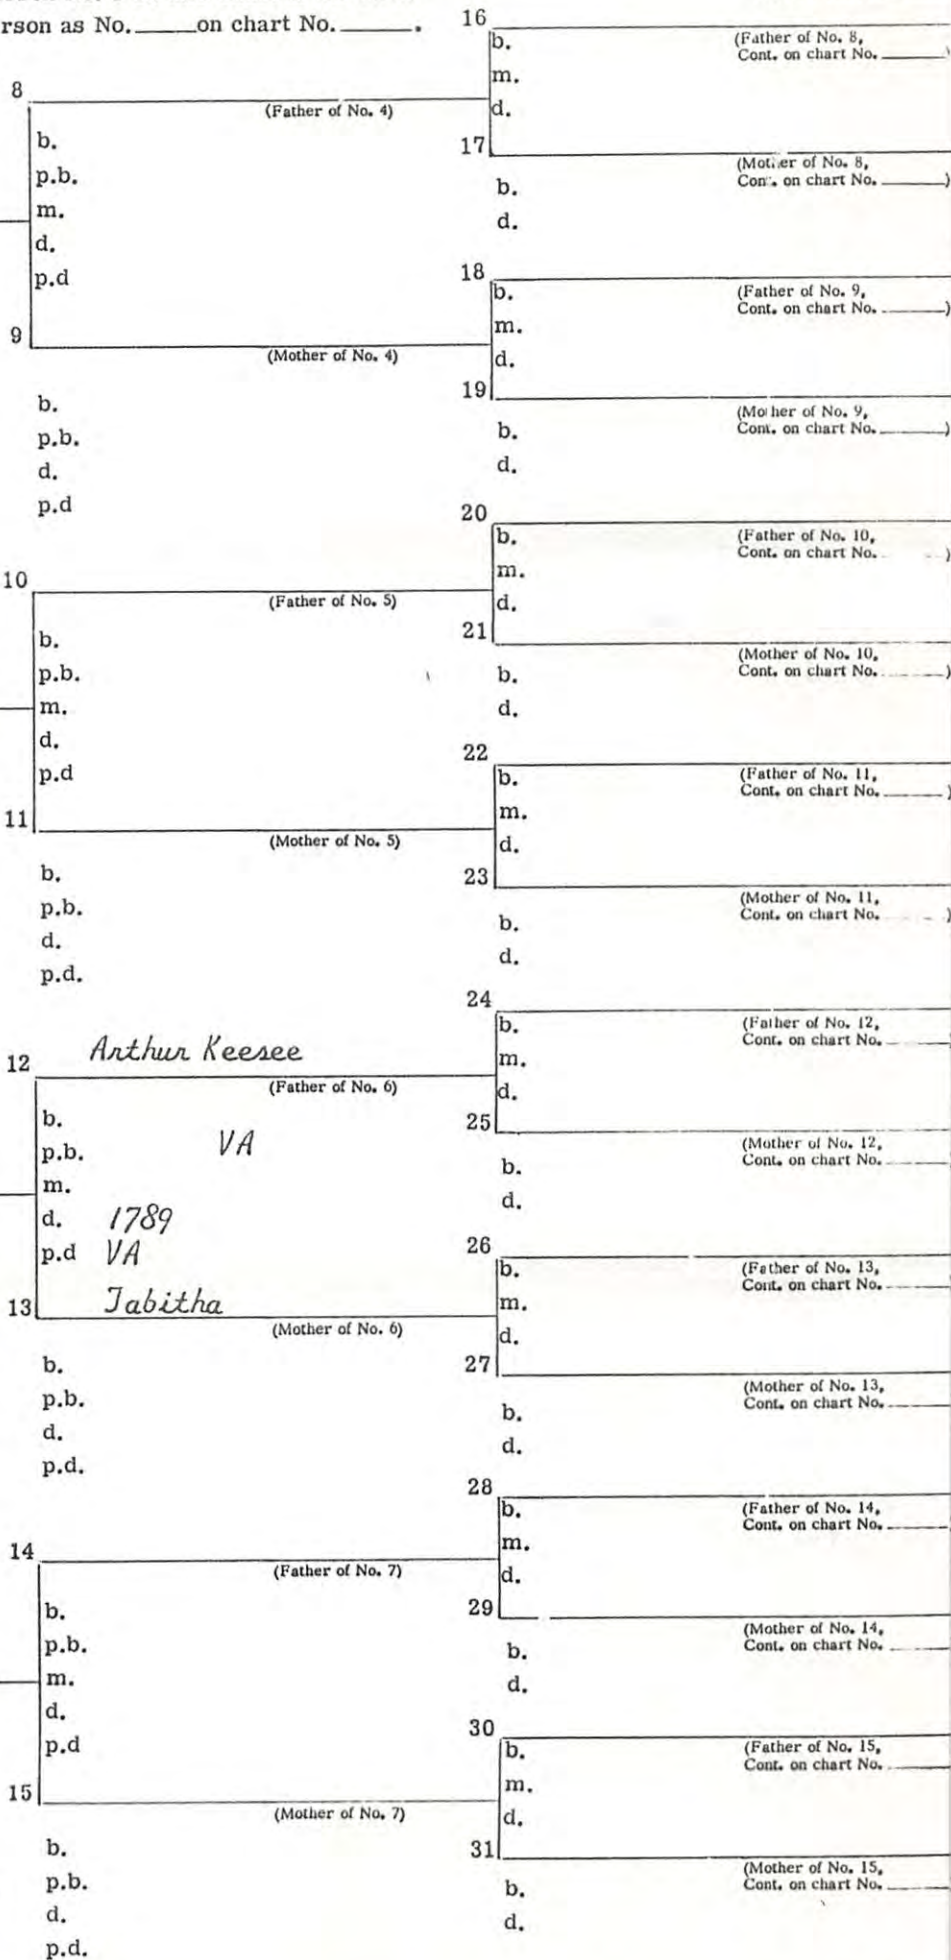 rson as No. ____ on chart No. ____.
8
(Father of No. 4)
b.
p.b.
m.
d.
p.d
9
(Mother of No. 4)
b.
p.b.
d.
p.d
10
(Father of No. 5)
b.
p.b.
m.
d.
p.d
11
(Mother of No. 5)
b.
p.b.
d.
p.d.
12 Arthur Keesee
(Father of No. 6)
b.
p.b. VA
m.
d. 1789
p.d VA
13 Tabitha
(Mother of No. 6)
b.
p.b.
d.
p.d.
14
(Father of No. 7)
b.
p.b.
m.
d.
p.d
15
(Mother of No. 7)
b.
p.b.
d.
p.d.
16
b. (Father of No. 8,
Cont. on chart No. ____)
m.
d.
17
(Mother of No. 8,
Cont. on chart No. ____)
b.
d.
18
b. (Father of No. 9,
Cont. on chart No. ____)
m.
d.
19
(Mother of No. 9,
Cont. on chart No. ____)
b.
d.
20
b. (Father of No. 10,
Cont. on chart No. ____)
m.
d.
21
(Mother of No. 10,
Cont. on chart No. ____)
b.
d.
22
b. (Father of No. 11,
Cont. on chart No. ____)
m.
d.
23
(Mother of No. 11,
Cont. on chart No. ____)
b.
d.
24
b. (Father of No. 12,
Cont. on chart No. ____
m.
d.
25
(Mother of No. 12,
Cont. on chart No. ____
b.
d.
26
b. (Father of No. 13,
Cont. on chart No. ____
m.
d.
27
(Mother of No. 13,
Cont. on chart No. ____
b.
d.
28
b. (Father of No. 14,
Cont. on chart No. ____
m.
d.
29
(Mother of No. 14,
Cont. on chart No. ____
b.
d.
30
b. (Father of No. 15,
Cont. on chart No. ____
m.
d.
31
(Mother of No. 15,
Cont. on chart No. ____
b.
d.